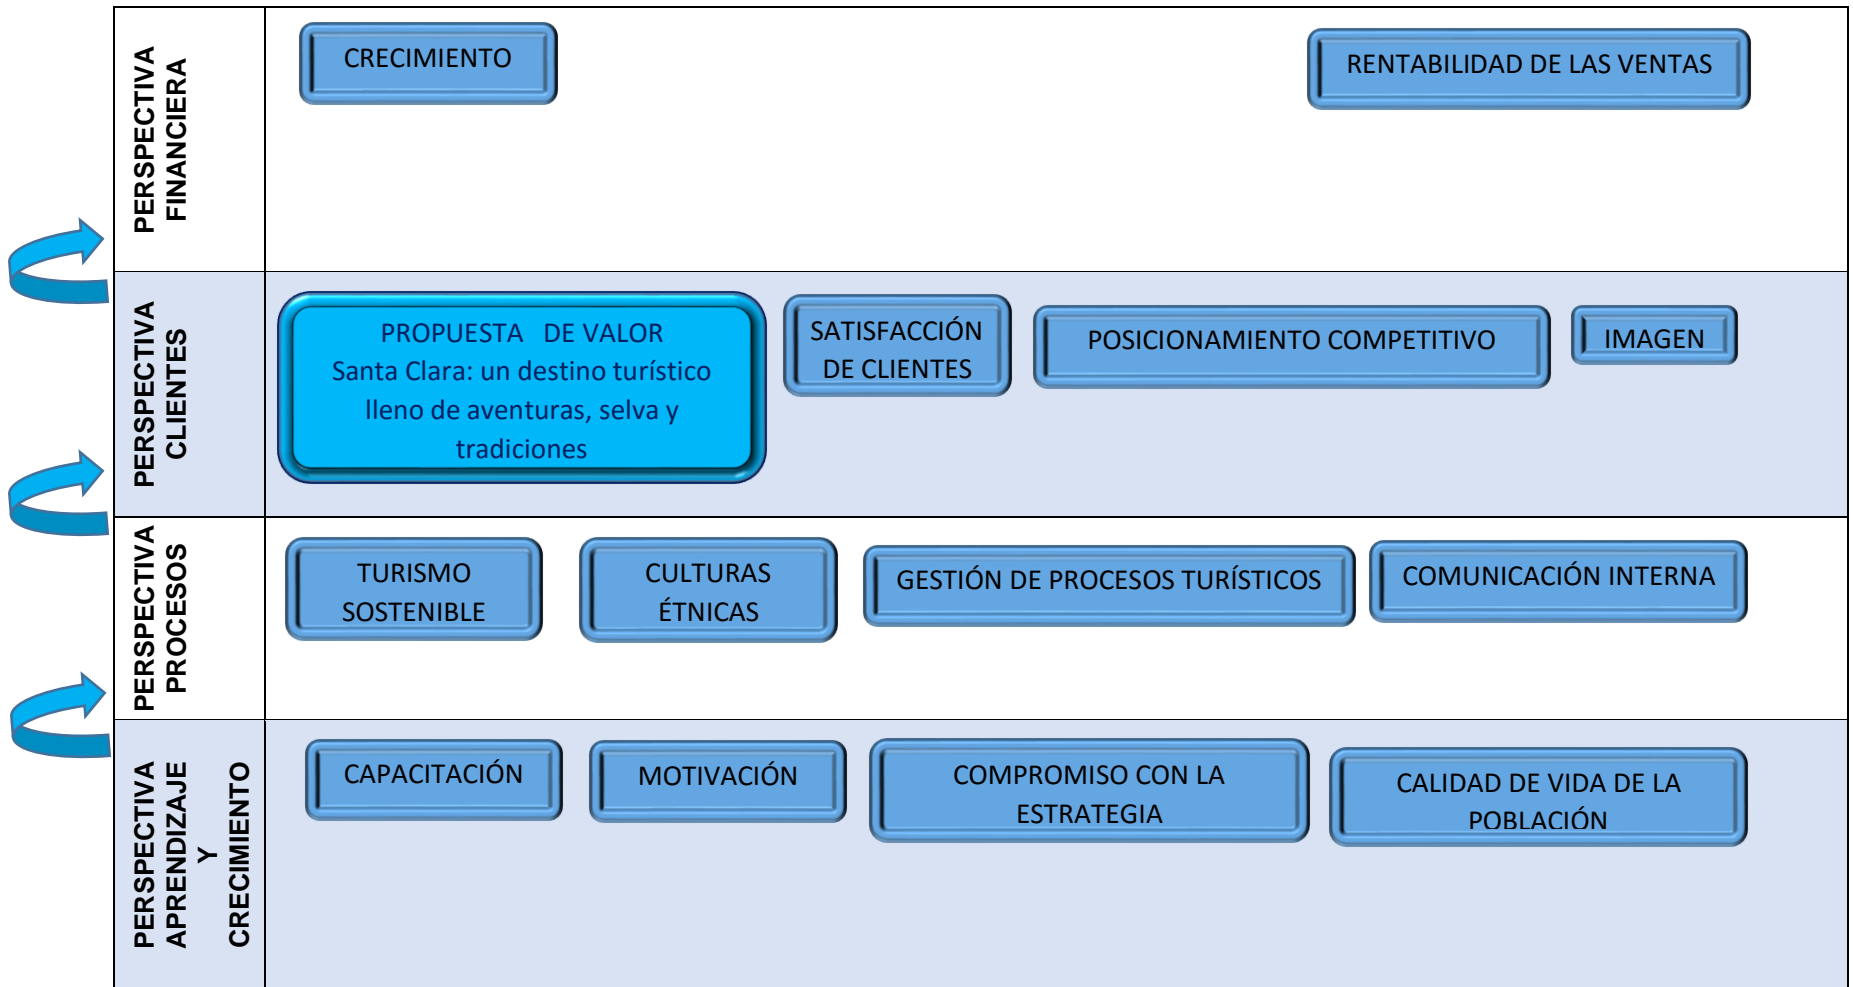 PERSPECTIVA
FINANCIERA
CRECIMIENTO
RENTABILIDAD DE LAS VENTAS
PERSPECTIVA
CLIENTES
PROPUESTA DE VALOR
Santa Clara: un destino turístico
lleno de aventuras, selva y
tradiciones
SATISFACCIÓN
DE CLIENTES
POSICIONAMIENTO COMPETITIVO
IMAGEN
PERSPECTIVA
PROCESOS
TURISMO
SOSTENIBLE
CULTURAS
ÉTNICAS
GESTIÓN DE PROCESOS TURÍSTICOS
COMUNICACIÓN INTERNA
PERSPECTIVA
APRENDIZAJE
Y
CRECIMIENTO
CAPACITACIÓN
MOTIVACIÓN
COMPROMISO CON LA
ESTRATEGIA
CALIDAD DE VIDA DE LA
POBLACIÓN